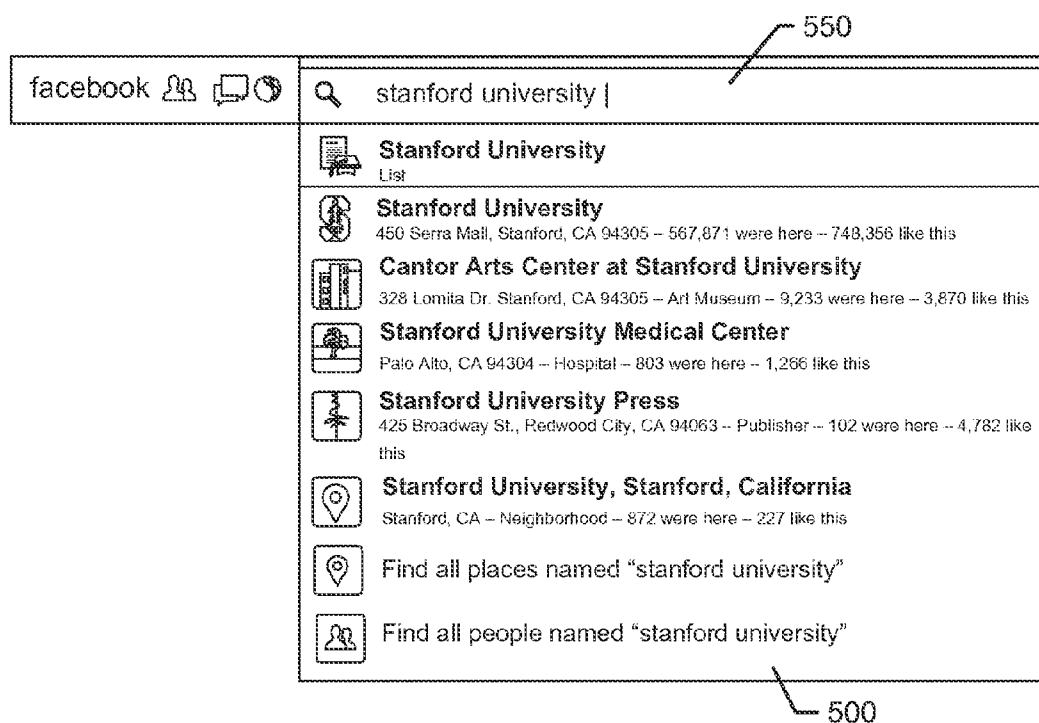 550
facebook
stanford university
Stanford University
List
Stanford University
450 Serra Mall, Stanford, CA 94305 – 567,871 were here – 748,356 like this
Cantor Arts Center at Stanford University
328 Lomita Dr. Stanford, CA 94305 – Art Museum – 9,233 were here – 3,870 like this
Stanford University Medical Center
Palo Alto, CA 94304 – Hospital – 803 were here – 1,266 like this
Stanford University Press
425 Broadway St., Redwood City, CA 94063 – Publisher – 102 were here – 4,782 like
this
Stanford University, Stanford, California
Stanford, CA – Neighborhood – 872 were here – 227 like this
Find all places named “stanford university”
Find all people named “stanford university”
500